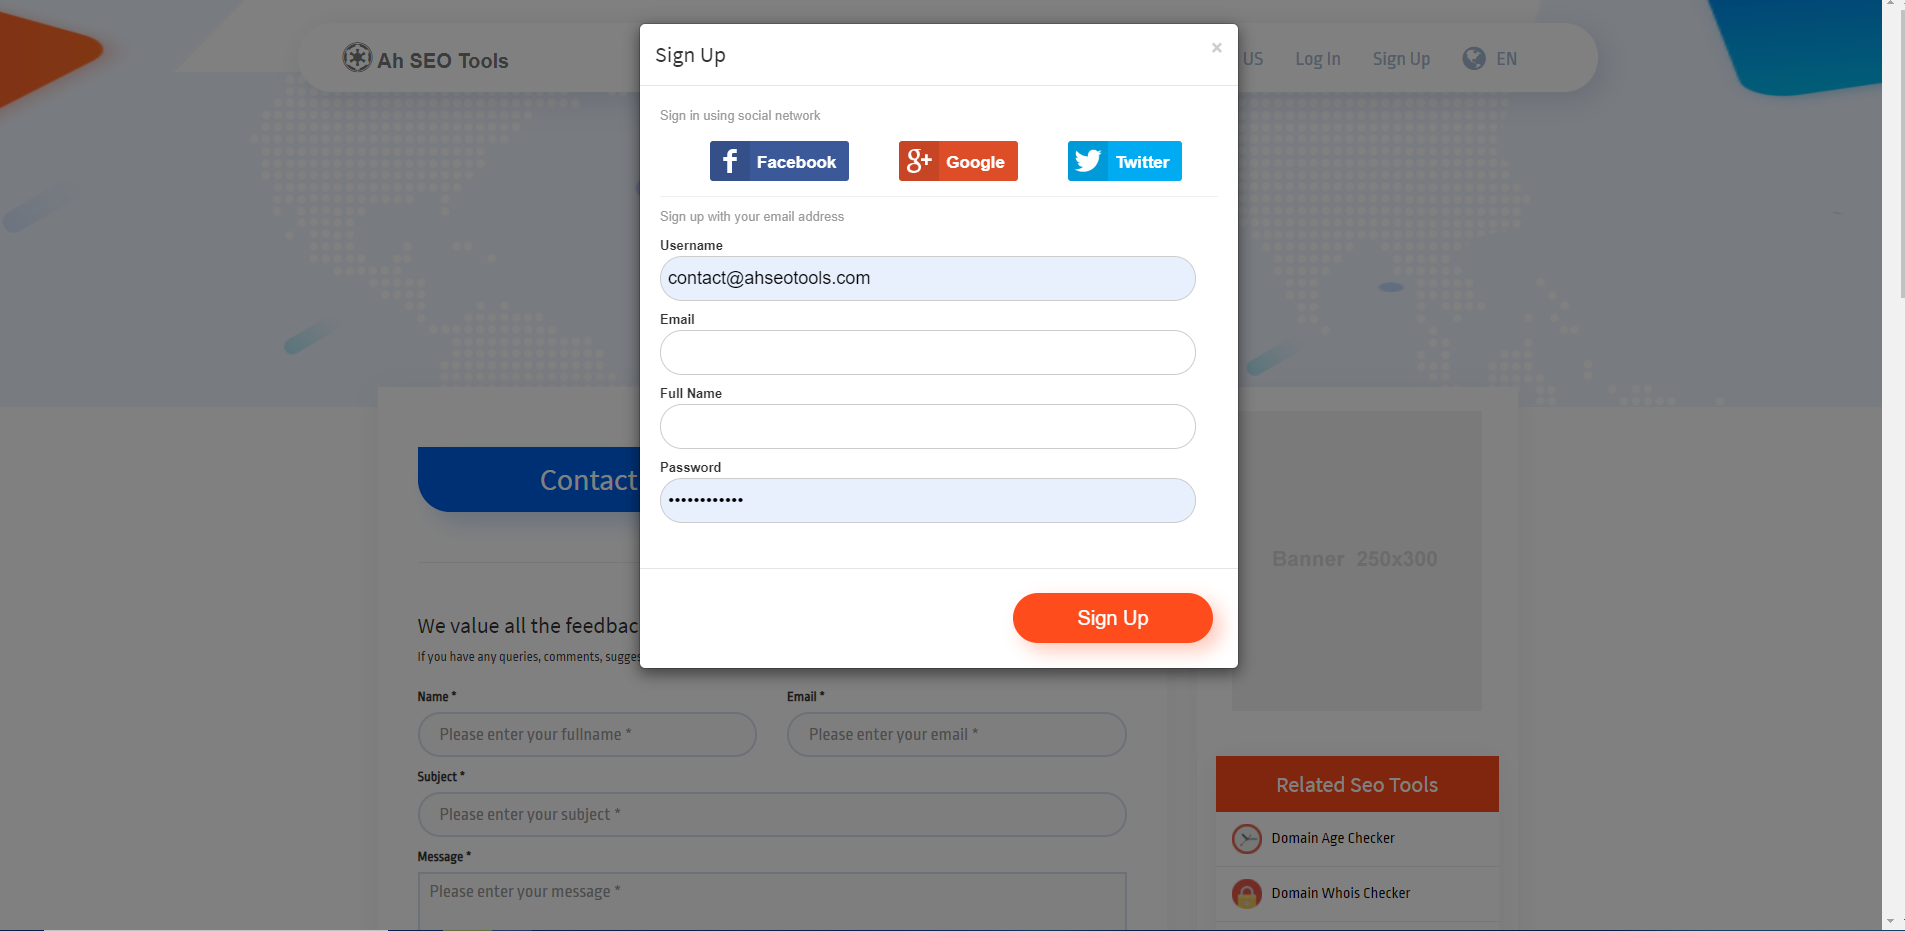 Ah SEO Tools
US
Log In
Sign Up
EN
Sign Up
×
Sign in using social network
Facebook
g+ Google
Twitter
Sign up with your email address
Username
contact@ahseotools.com
Email
Full Name
Password
••••••••••••
Sign Up
Contact
We value all the feedbac
If you have any queries, comments, sugges
Name *
Email *
Please enter your fullname *
Please enter your email *
Subject *
Please enter your subject *
Message *
Please enter your message *
Banner 250x300
Related Seo Tools
Domain Age Checker
Domain Whois Checker